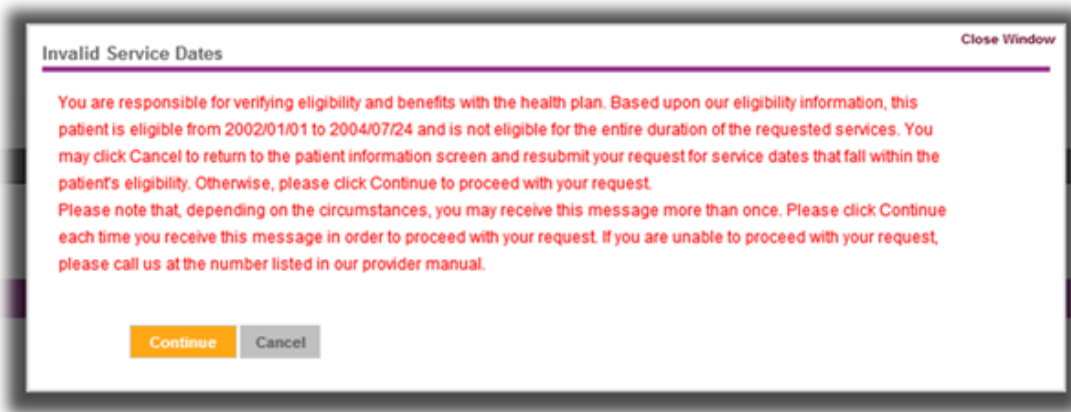 Close Window
Invalid Service Dates
You are responsible for verifying eligibility and benefits with the health plan. Based upon our eligibility information, this
patient is eligible from 2002/01/01 to 2004/07/24 and is not eligible for the entire duration of the requested services. You
may click Cancel to return to the patient information screen and resubmit your request for service dates that fall within the
patient's eligibility. Otherwise, please click Continue to proceed with your request.
Please note that, depending on the circumstances, you may receive this message more than once. Please click Continue
each time you receive this message in order to proceed with your request. If you are unable to proceed with your request,
please call us at the number listed in our provider manual.
Continue Cancel